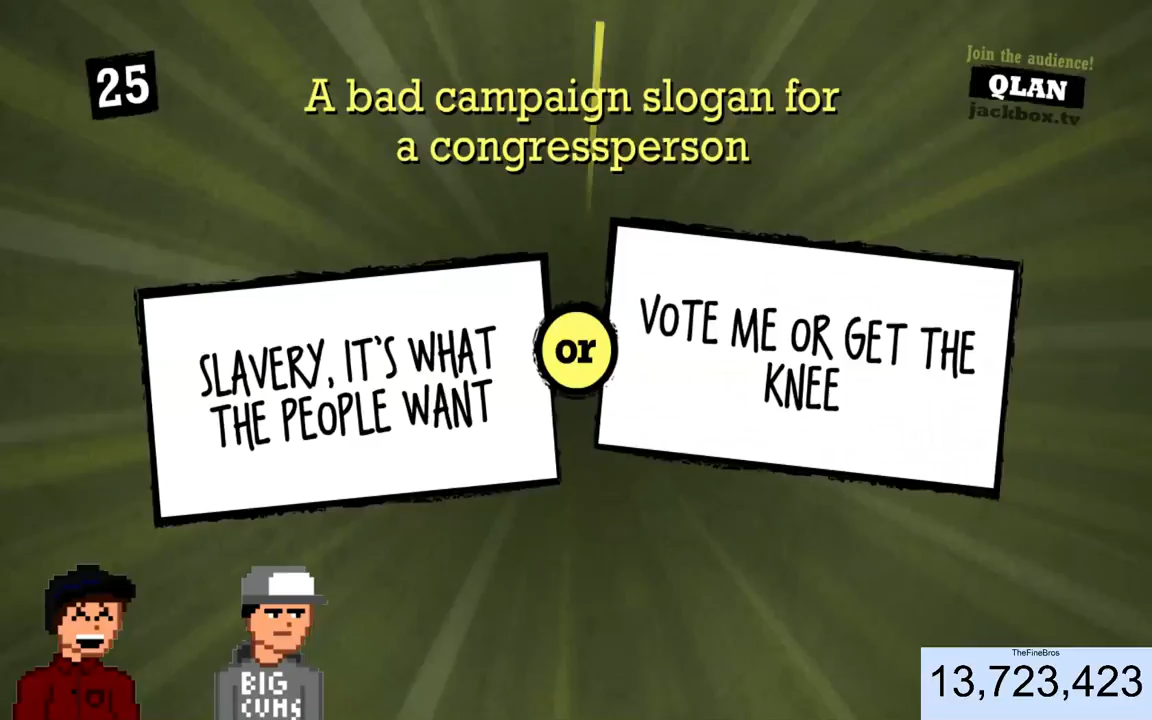 25
A bad campaign slogan for
a congressperson
Join the audience!
QLAN
jackbox.tv
SLAVERY, IT'S WHAT
THE PEOPLE WANT
or
VOTE ME OR GET THE
KNEE
BIG
CUMS
TheFineBros
13,723,423